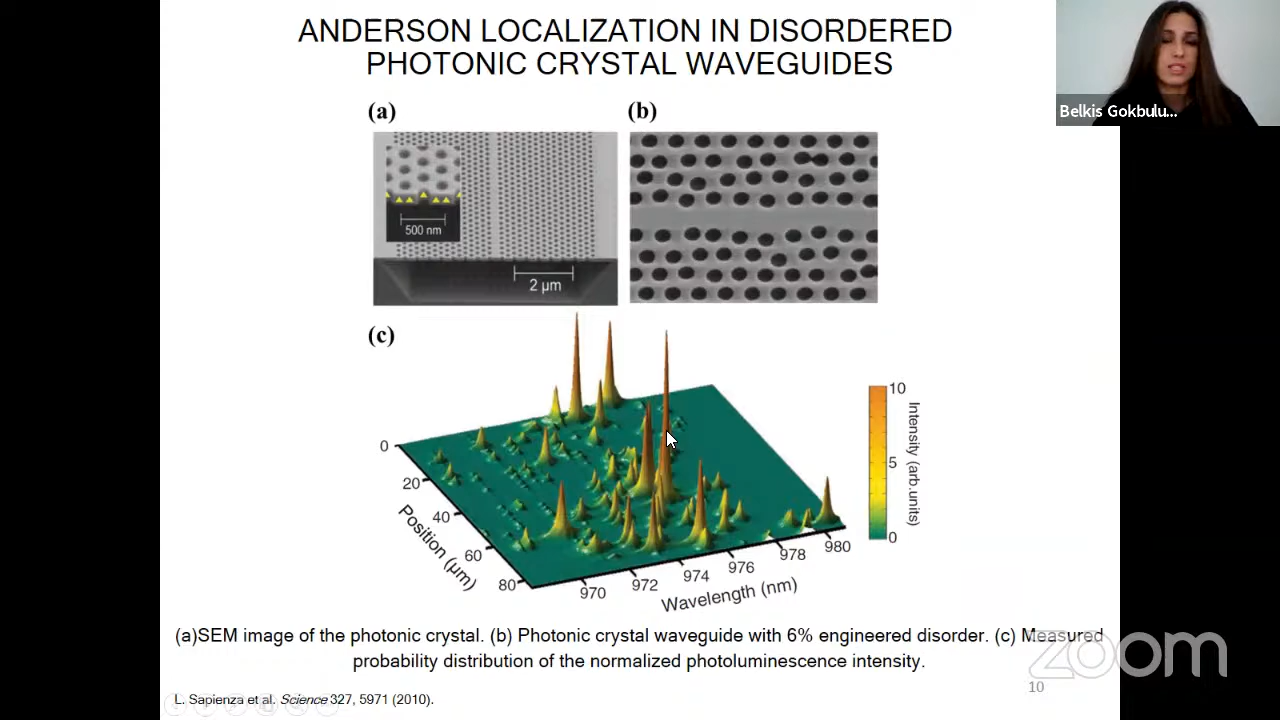 ANDERSON LOCALIZATION IN DISORDERED
PHOTONIC CRYSTAL WAVEGUIDES
Belkis Gokbulu...
(a)
(b)
500 nm
2 μm
(c)
10
5
0
Intensity (arb.units)
0
20
40
60
80
Position (μm)
970
972
974
976
978
980
Wavelength (nm)
(a)SEM image of the photonic crystal. (b) Photonic crystal waveguide with 6% engineered disorder. (c) Measured
probability distribution of the normalized photoluminescence intensity.
zoom
10
L. Sapienza et al. Science 327, 5971 (2010).